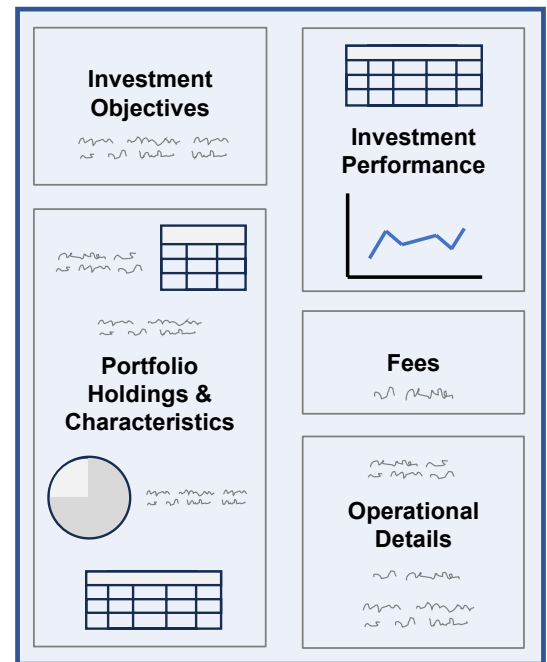 Investment
Objectives
Portfolio
Holdings &
Characteristics
Investment
Performance
Fees
Operational
Details